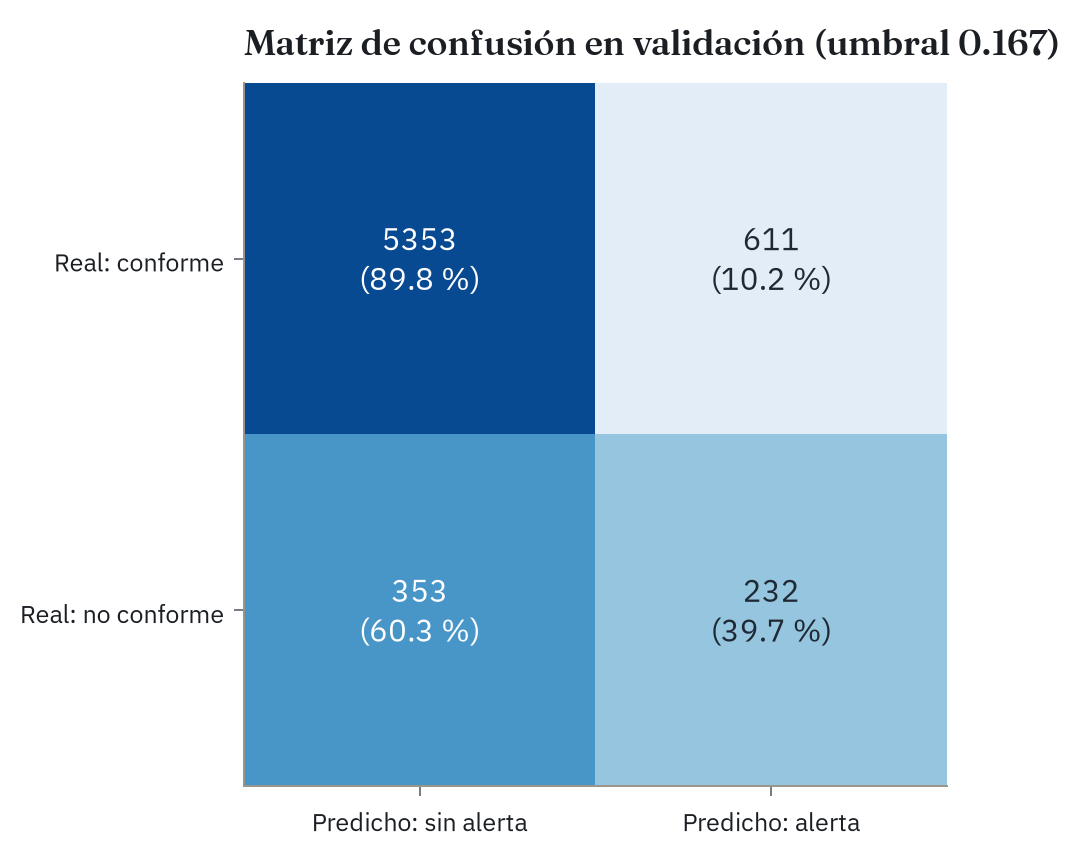 Matriz de confusión en validación (umbral 0.167)
Real: conforme
5353
(89.8 %)
611
(10.2 %)
Real: no conforme
353
(60.3 %)
232
(39.7 %)
Predicho: sin alerta
Predicho: alerta